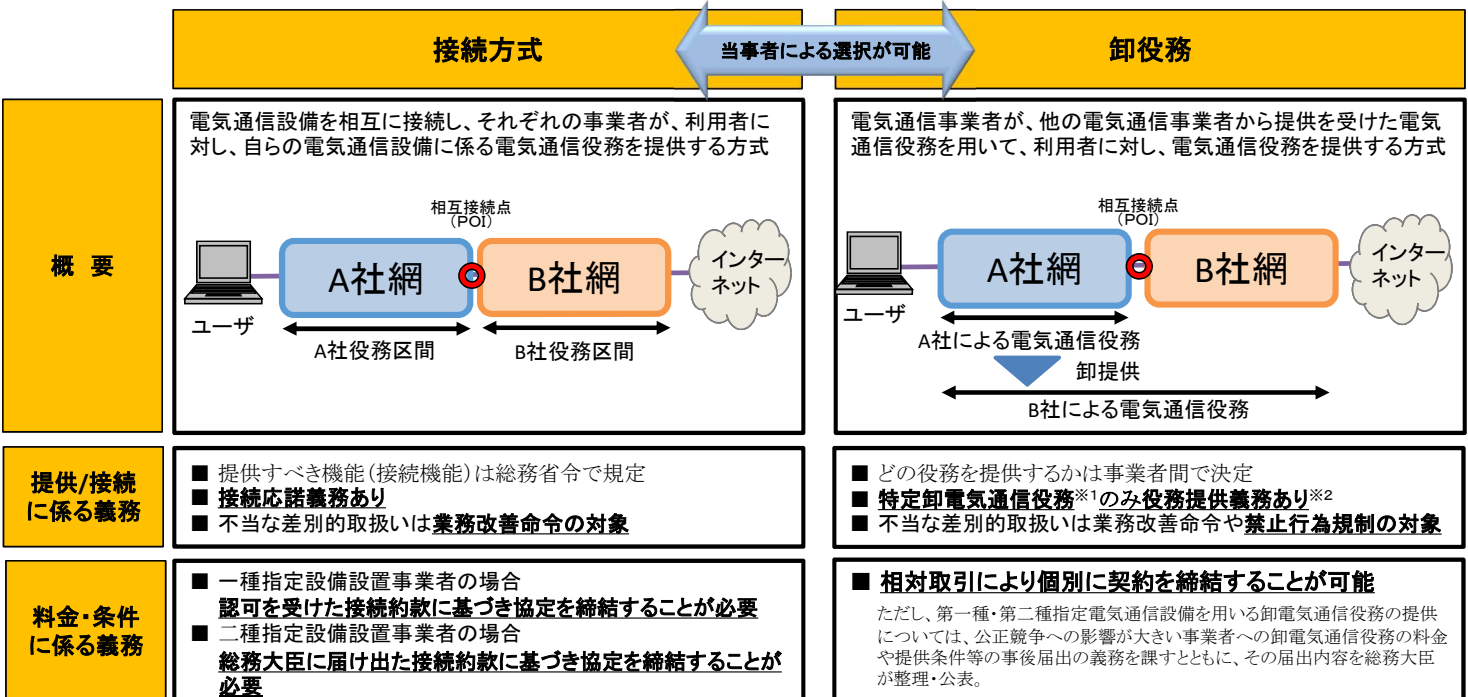 接続方式
当事者による選択が可能
卸役務
概 要
電気通信設備を相互に接続し、それぞれの事業者が、利用者に
対し、自らの電気通信設備に係る電気通信役務を提供する方式
相互接続点
（POI）
A社網
B社網
インター
ネット
ユーザ
A社役務区間
B社役務区間
電気通信事業者が、他の電気通信事業者から提供を受けた電気
通信役務を用いて、利用者に対し、電気通信役務を提供する方式
相互接続点
（POI）
A社網
B社網
インター
ネット
ユーザ
A社による電気通信役務
卸提供
B社による電気通信役務
提供/接続
に係る義務
■ 提供すべき機能（接続機能）は総務省令で規定
■ 接続応諾義務あり
■ 不当な差別的取扱いは業務改善命令の対象
■ どの役務を提供するかは事業者間で決定
■ 特定卸電気通信役務※1のみ役務提供義務あり※2
■ 不当な差別的取扱いは業務改善命令や禁止行為規制の対象
料金・条件
に係る義務
■ 一種指定設備設置事業者の場合
認可を受けた接続約款に基づき協定を締結することが必要
■ 二種指定設備設置事業者の場合
総務大臣に届け出た接続約款に基づき協定を締結することが
必要
■ 相対取引により個別に契約を締結することが可能
ただし、第一種・第二種指定電気通信設備を用いる卸電気通信役務の提供
については、公正競争への影響が大きい事業者への卸電気通信役務の料金
や提供条件等の事後届出の義務を課すとともに、その届出内容を総務大臣
が整理・公表。